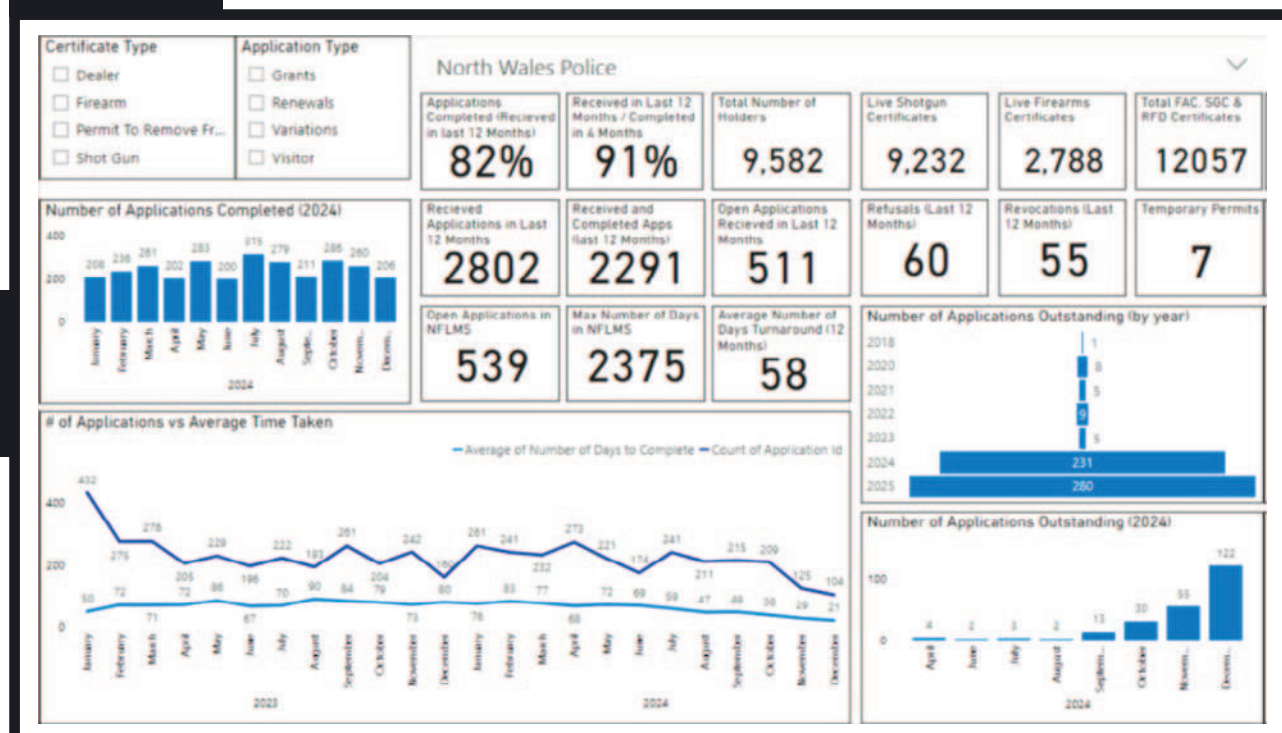 Certificate Type
Dealer
Firearm
Permit To Remove Fr...
Shot Gun
Application Type
Grants
Renewals
Variations
Visitor
North Wales Police
Applications
Completed (Recieved
in last 12 Months)
82%
Received in Last 12
Months / Completed
in 4 Months
91%
Total Number of
Holders
9,582
Live Shotgun
Certificates
9,232
Live Firearms
Certificates
2,788
Total FAC, SGC &
RFD Certificates
12057
Number of Applications Completed (2024)
400
200
0
208
236
261
202
283
200
315
279
211
286
260
206
January
February
March
April
May
June
July
August
Septe...
October
Novem...
Decem...
2024
Recieved
Applications in Last
12 Months
2802
Received and
Completed Apps
(last 12 Months)
2291
Open Applications
Recieved in Last 12
Months
511
Refusals (Last 12
Months)
60
Revocations (Last
12 Months)
55
Temporary Permits
7
Open Applications in
NFLMS
539
Max Number of Days
in NFLMS
2375
Average Number of
Days Turnaround (12
Months)
58
Number of Applications Outstanding (by year)
2018
1
2020
8
2021
5
2022
9
2023
5
2024
231
2025
280
# of Applications vs Average Time Taken
Average of Number of Days to Complete
Count of Application Id
400
200
0
432
275
276
205
229
196
222
193
261
204
242
160
261
241
232
273
221
174
241
211
215
209
125
104
50
72
71
72
86
67
70
90
84
79
73
80
76
83
77
68
72
69
59
47
48
38
29
21
January
February
March
April
May
June
July
August
September
October
November
December
January
February
March
April
May
June
July
August
September
October
November
December
2023
2024
Number of Applications Outstanding (2024)
100
0
4
2
3
2
13
30
55
122
April
June
July
August
Septem...
October
Novem...
Decem...
2024